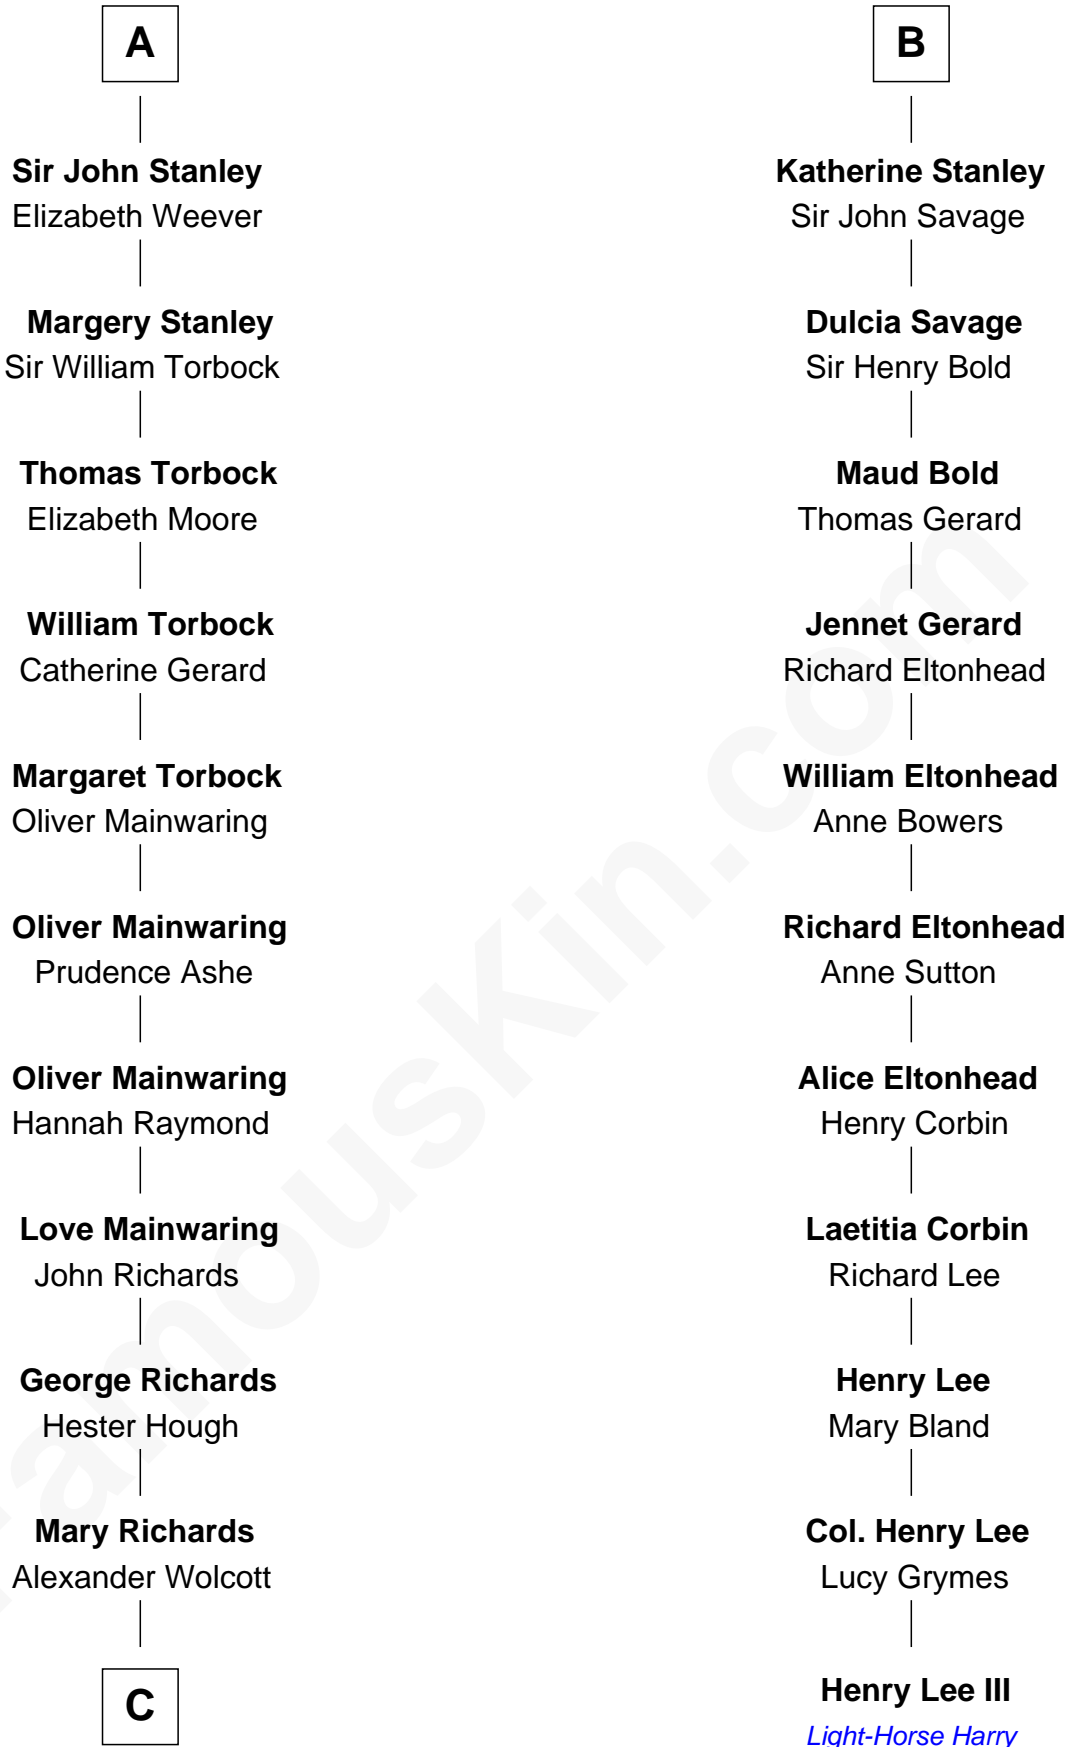 A
Sir John Stanley
Elizabeth Weever
Margery Stanley
Sir William Torbock
Thomas Torbock
Elizabeth Moore
William Torbock
Catherine Gerard
Margaret Torbock
Oliver Mainwaring
Oliver Mainwaring
Prudence Ashe
Oliver Mainwaring
Hannah Raymond
Love Mainwaring
John Richards
George Richards
Hester Hough
Mary Richards
Alexander Wolcott
C
B
Katherine Stanley
Sir John Savage
Dulcia Savage
Sir Henry Bold
Maud Bold
Thomas Gerard
Jennet Gerard
Richard Eltonhead
William Eltonhead
Anne Bowers
Richard Eltonhead
Anne Sutton
Alice Eltonhead
Henry Corbin
Laetitia Corbin
Richard Lee
Henry Lee
Mary Bland
Col. Henry Lee
Lucy Grymes
Henry Lee III
Light-Horse Harry
FamousKin.com